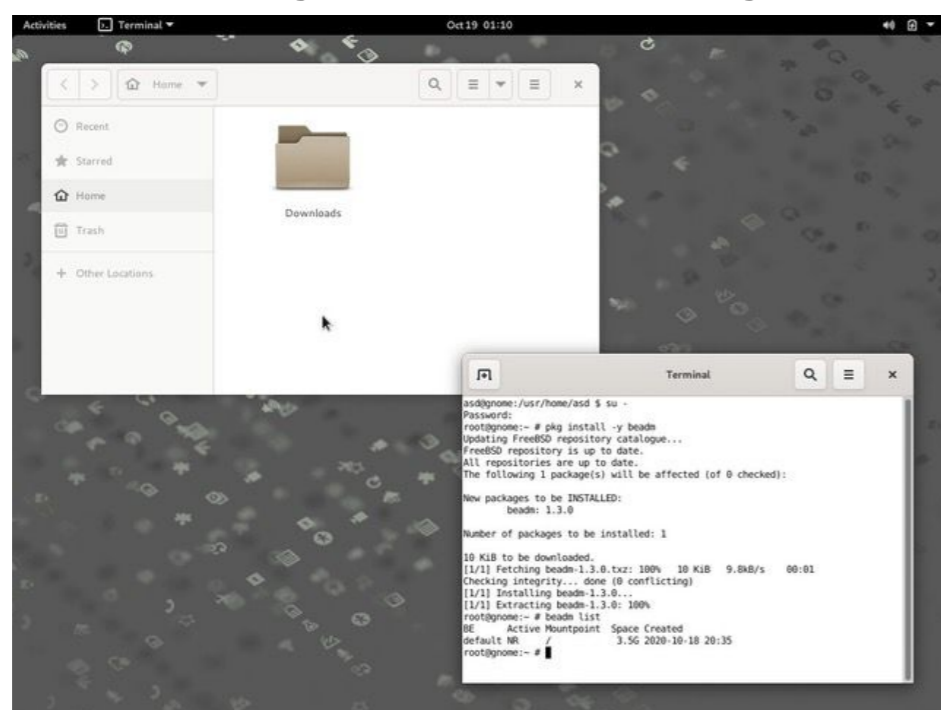 Activities Terminal Oct 19 01:10
Home
Recent
Starred
Home
Trash
Other Locations
Downloads
Terminal
asd@gnome:/usr/home/asd $ su -
Password:
root@gnome:~ # pkg install -y beadm
Updating FreeBSD repository catalogue...
FreeBSD repository is up to date.
All repositories are up to date.
The following 1 package(s) will be affected (of 0 checked):
New packages to be INSTALLED:
beadm: 1.3.0
Number of packages to be installed: 1
10 KiB to be downloaded.
[1/1] Fetching beadm-1.3.0.txz: 100% 10 KiB 9.8kB/s 00:01
Checking integrity... done (0 conflicting)
[1/1] Installing beadm-1.3.0...
[1/1] Extracting beadm-1.3.0: 100%
root@gnome:~ # beadm list
BE Active Mountpoint Space Created
default NR / 3.5G 2020-10-18 20:35
root@gnome:~ #